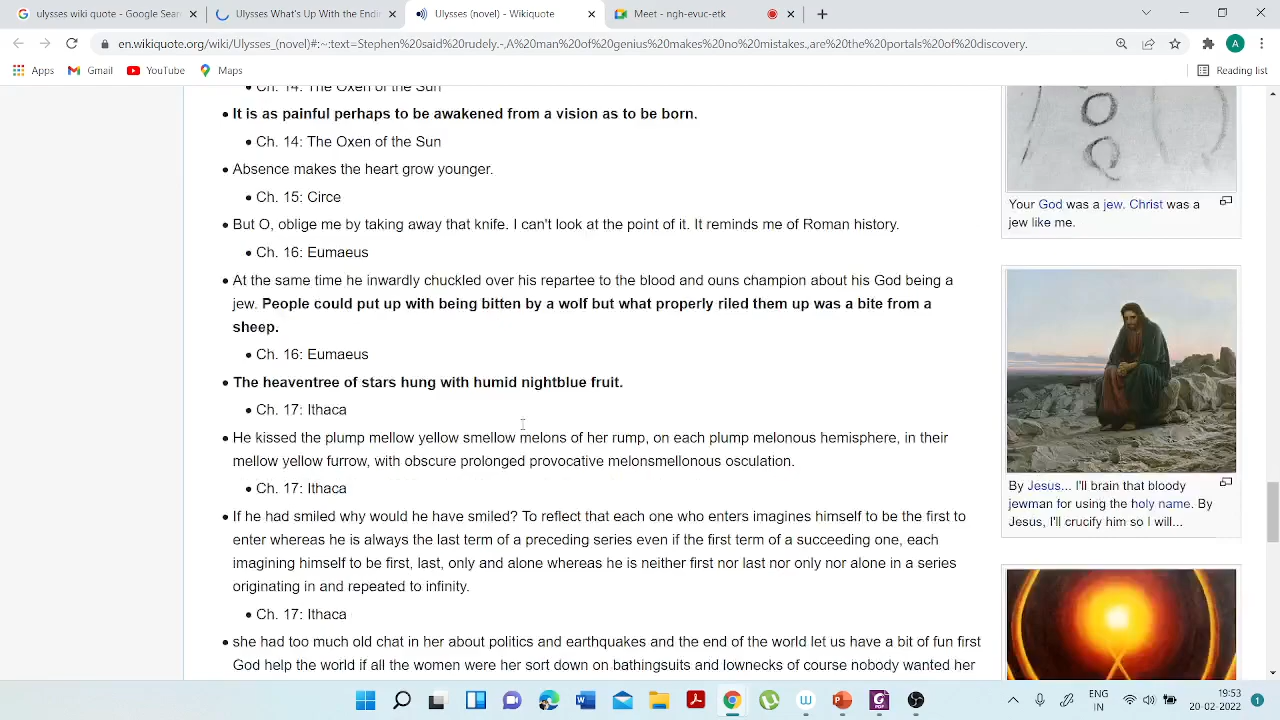 ulysses wiki quote - Google Sear
Ulysses What's Up With the Endi
Ulysses (novel) - Wikiquote
Meet - ngh-evuc-etk
en.wikiquote.org/wiki/Ulysses_(novel)#:~:text=Stephen%20said%20rudely.-,A%20man%20of%20genius%20makes%20no%20mistake,are%20the%20portals%20of%20discovery.
A
Apps
Gmail
YouTube
Maps
Reading list
Ch. 14: The Oxen of the Sun
It is as painful perhaps to be awakened from a vision as to be born.
Ch. 14: The Oxen of the Sun
Absence makes the heart grow younger.
Ch. 15: Circe
But O, oblige me by taking away that knife. I can't look at the point of it. It reminds me of Roman history.
Ch. 16: Eumaeus
At the same time he inwardly chuckled over his repartee to the blood and ouns champion about his God being a
jew. People could put up with being bitten by a wolf but what properly riled them up was a bite from a
sheep.
Ch. 16: Eumaeus
The heaventree of stars hung with humid nightblue fruit.
Ch. 17: Ithaca
He kissed the plump mellow yellow smellow melons of her rump, on each plump melonous hemisphere, in their
mellow yellow furrow, with obscure prolonged provocative melonsmellonous osculation.
Ch. 17: Ithaca
If he had smiled why would he have smiled? To reflect that each one who enters imagines himself to be the first to
enter whereas he is always the last term of a preceding series even if the first term of a succeeding one, each
imagining himself to be first, last, only and alone whereas he is neither first nor last nor only nor alone in a series
originating in and repeated to infinity.
Ch. 17: Ithaca
she had too much old chat in her about politics and earthquakes and the end of the world let us have a bit of fun first
God help the world if all the women were her sort down on bathingsuits and lownecks of course nobody wanted her
Your God was a jew. Christ was a
jew like me.
By Jesus... I'll brain that bloody
jewman for using the holy name. By
Jesus, I'll crucify him so I will...
ENG
IN
19:53
20-02-2022
1